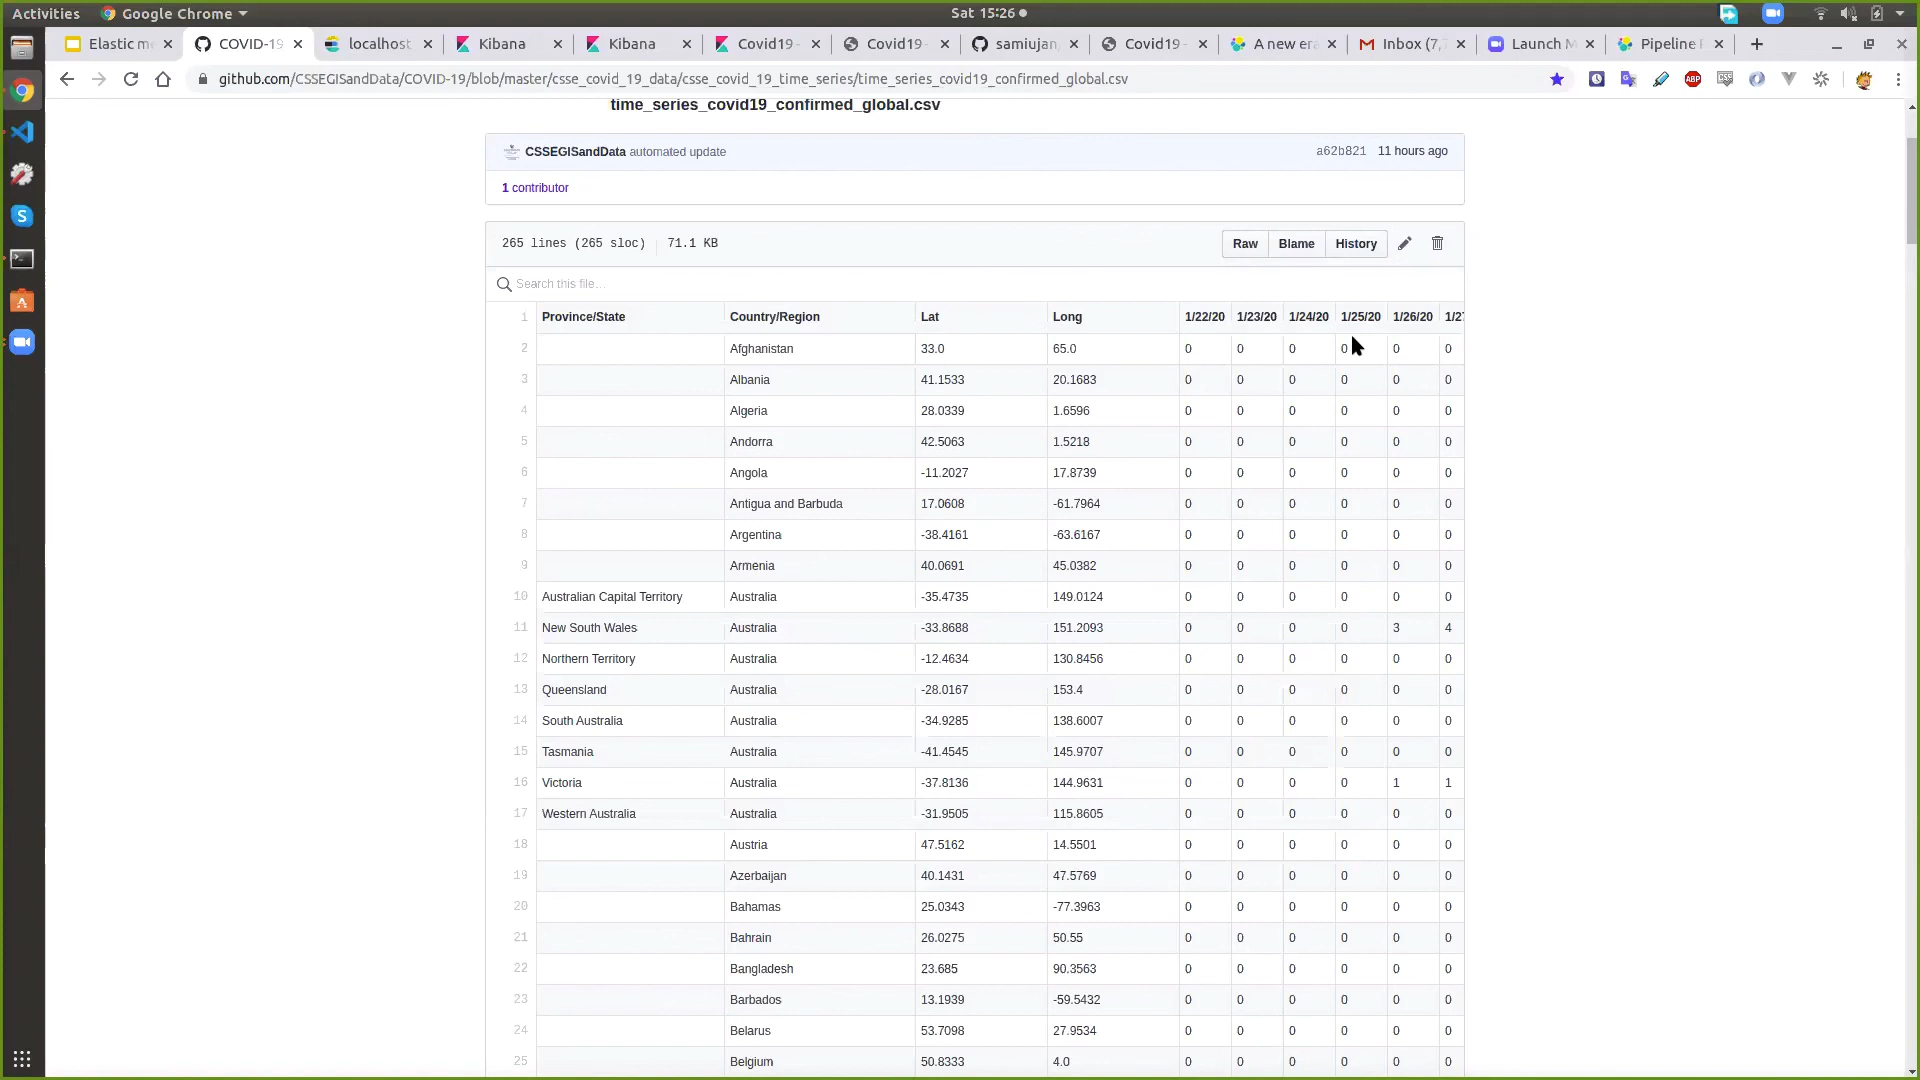 Activities Google Chrome Sat 15:26
Elastic m COVID-19 localhost Kibana Kibana Covid19 - Covid19 - samiujan Covid19 - A new era Inbox (7, Launch M Pipeline
github.com/CSSEGISandData/COVID-19/blob/master/csse_covid_19_data/csse_covid_19_time_series/time_series_covid19_confirmed_global.csv
time_series_covid19_confirmed_global.csv
CSSEGISandData automated update a62b821 11 hours ago
1 contributor
265 lines (265 sloc) 71.1 KB Raw Blame History
Search this file...
1 Province/State Country/Region Lat Long 1/22/20 1/23/20 1/24/20 1/25/20 1/26/20 1/27
2 Afghanistan 33.0 65.0 0 0 0 0 0 0
3 Albania 41.1533 20.1683 0 0 0 0 0 0
4 Algeria 28.0339 1.6596 0 0 0 0 0 0
5 Andorra 42.5063 1.5218 0 0 0 0 0 0
6 Angola -11.2027 17.8739 0 0 0 0 0 0
7 Antigua and Barbuda 17.0608 -61.7964 0 0 0 0 0 0
8 Argentina -38.4161 -63.6167 0 0 0 0 0 0
9 Armenia 40.0691 45.0382 0 0 0 0 0 0
10 Australian Capital Territory Australia -35.4735 149.0124 0 0 0 0 0 0
11 New South Wales Australia -33.8688 151.2093 0 0 0 0 3 4
12 Northern Territory Australia -12.4634 130.8456 0 0 0 0 0 0
13 Queensland Australia -28.0167 153.4 0 0 0 0 0 0
14 South Australia Australia -34.9285 138.6007 0 0 0 0 0 0
15 Tasmania Australia -41.4545 145.9707 0 0 0 0 0 0
16 Victoria Australia -37.8136 144.9631 0 0 0 0 1 1
17 Western Australia Australia -31.9505 115.8605 0 0 0 0 0 0
18 Austria 47.5162 14.5501 0 0 0 0 0 0
19 Azerbaijan 40.1431 47.5769 0 0 0 0 0 0
20 Bahamas 25.0343 -77.3963 0 0 0 0 0 0
21 Bahrain 26.0275 50.55 0 0 0 0 0 0
22 Bangladesh 23.685 90.3563 0 0 0 0 0 0
23 Barbados 13.1939 -59.5432 0 0 0 0 0 0
24 Belarus 53.7098 27.9534 0 0 0 0 0 0
25 Belgium 50.8333 4.0 0 0 0 0 0 0